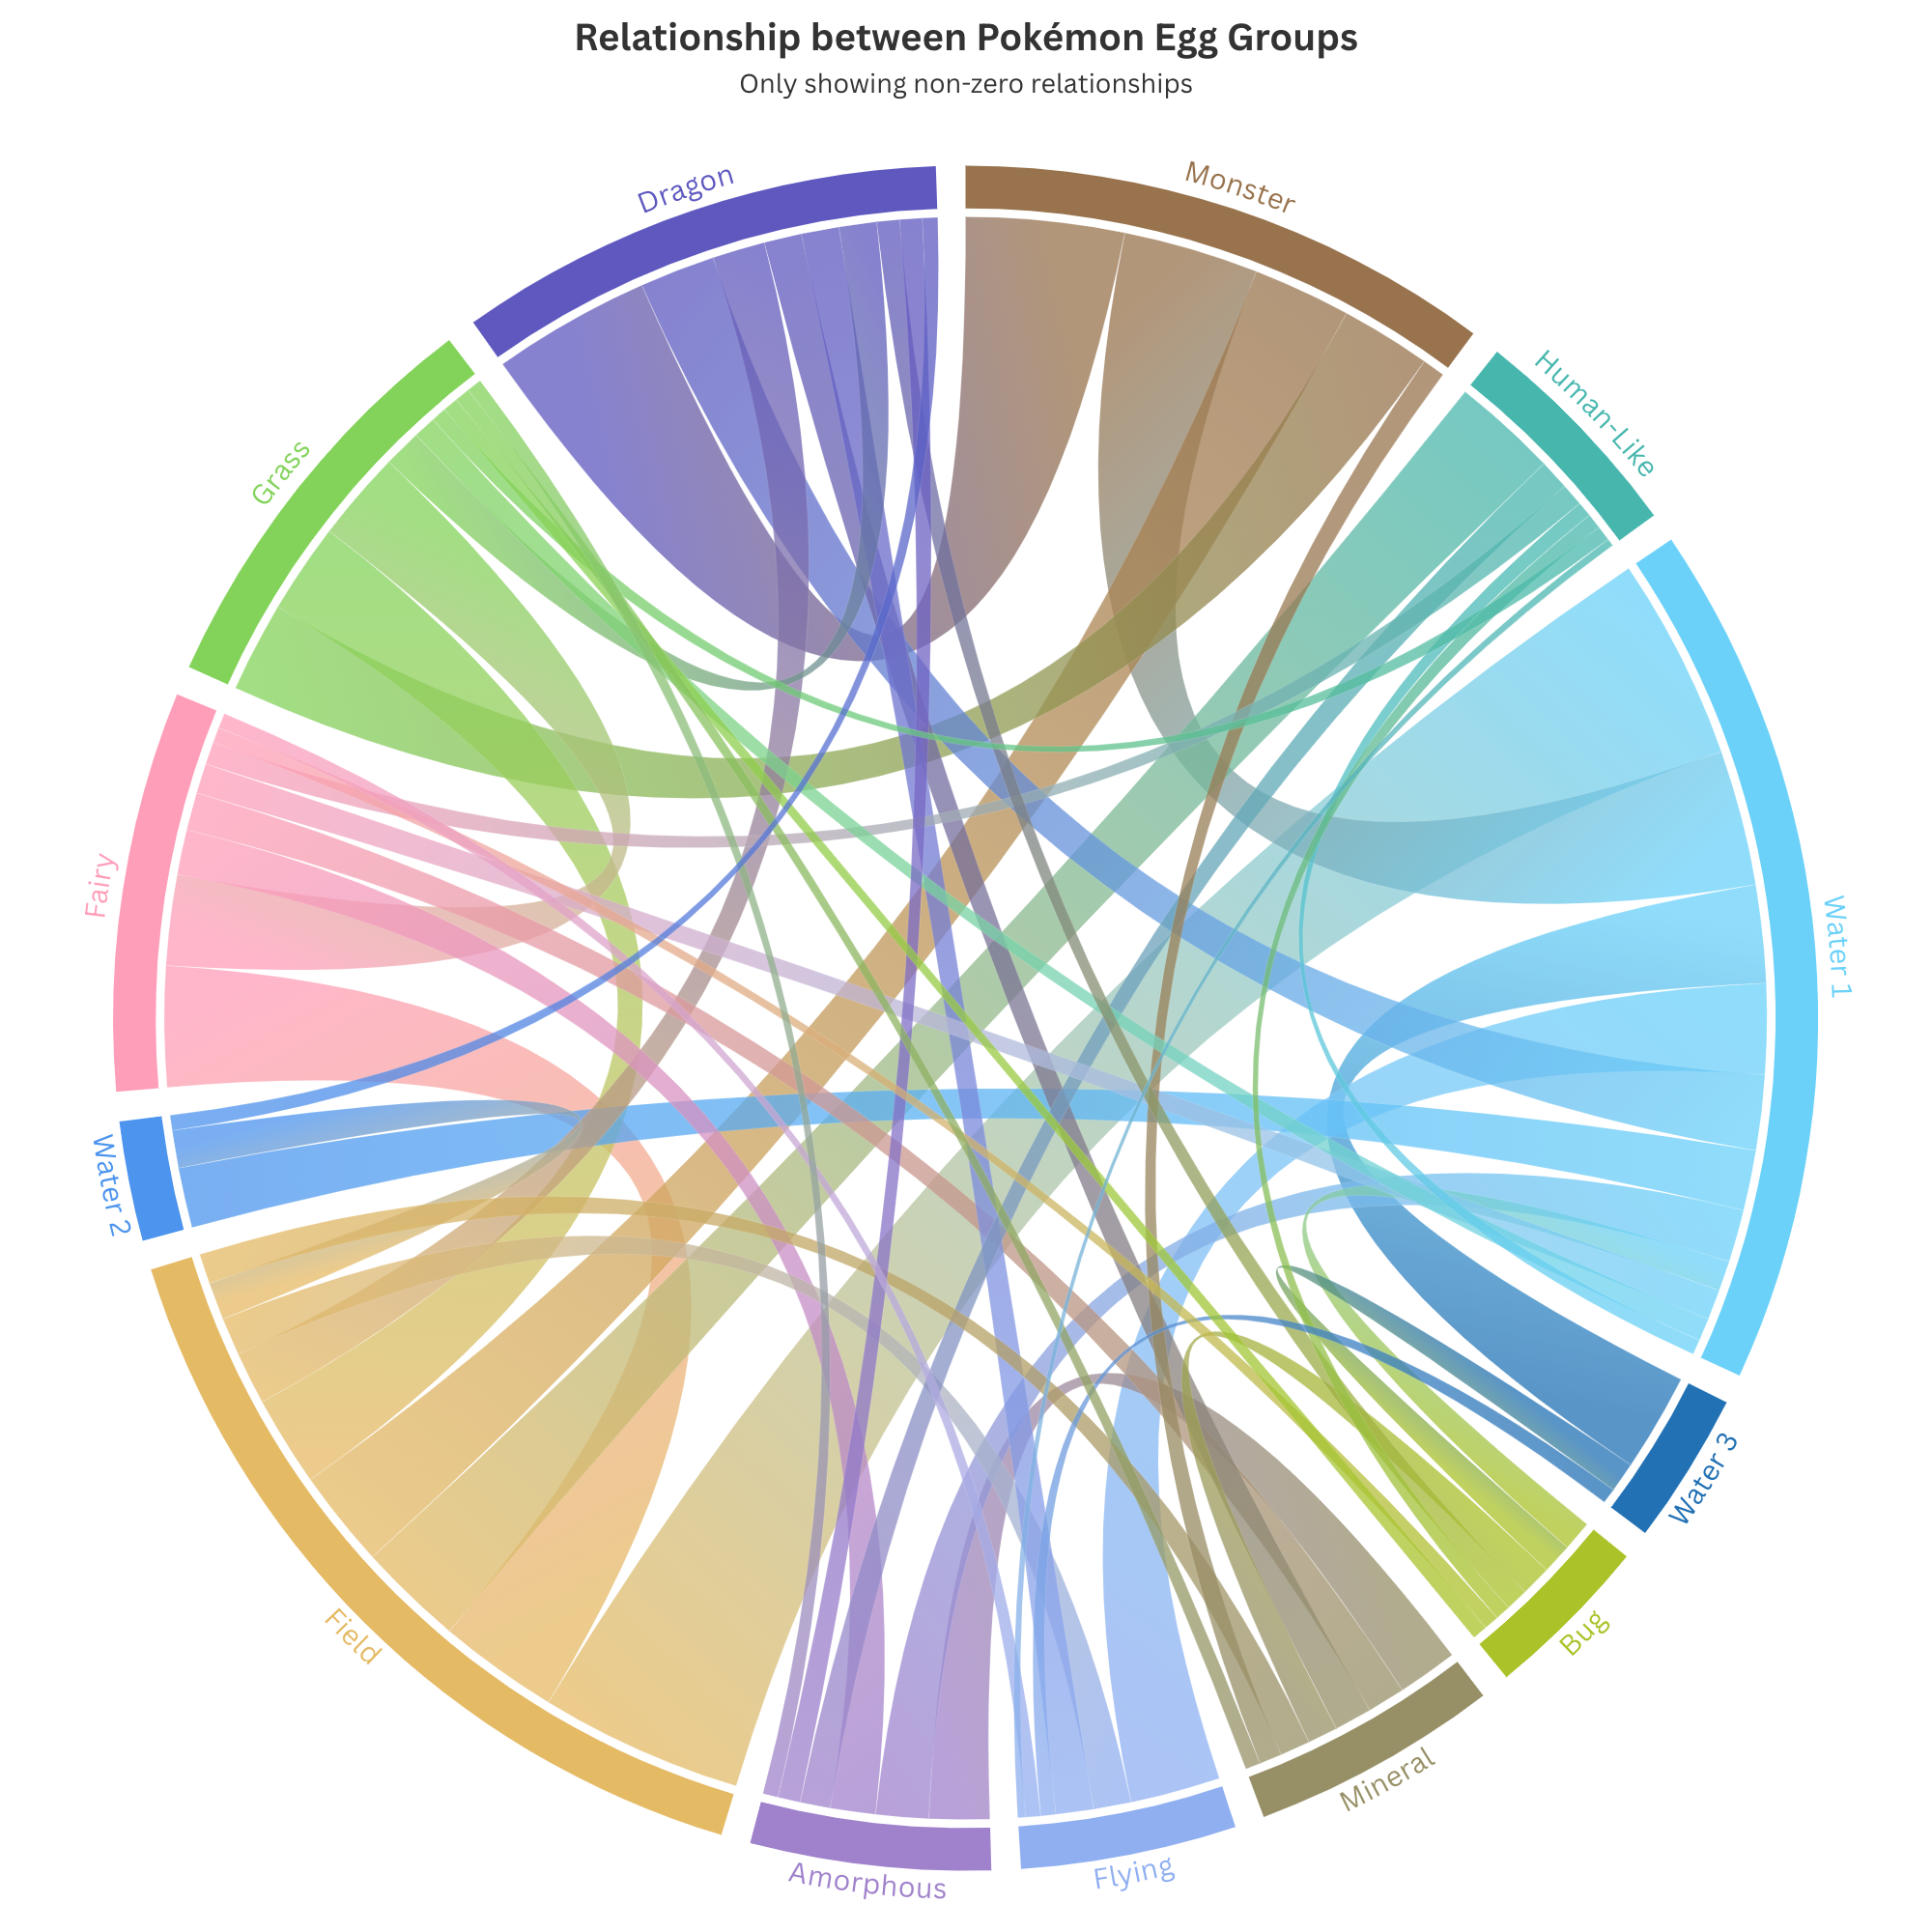 Relationship between Pokémon Egg Groups
Only showing non-zero relationships
Dragon
Monster
Human-Like
Grass
Fairy
Water 1
Water 2
Water 3
Bug
Field
Mineral
Flying
Amorphous